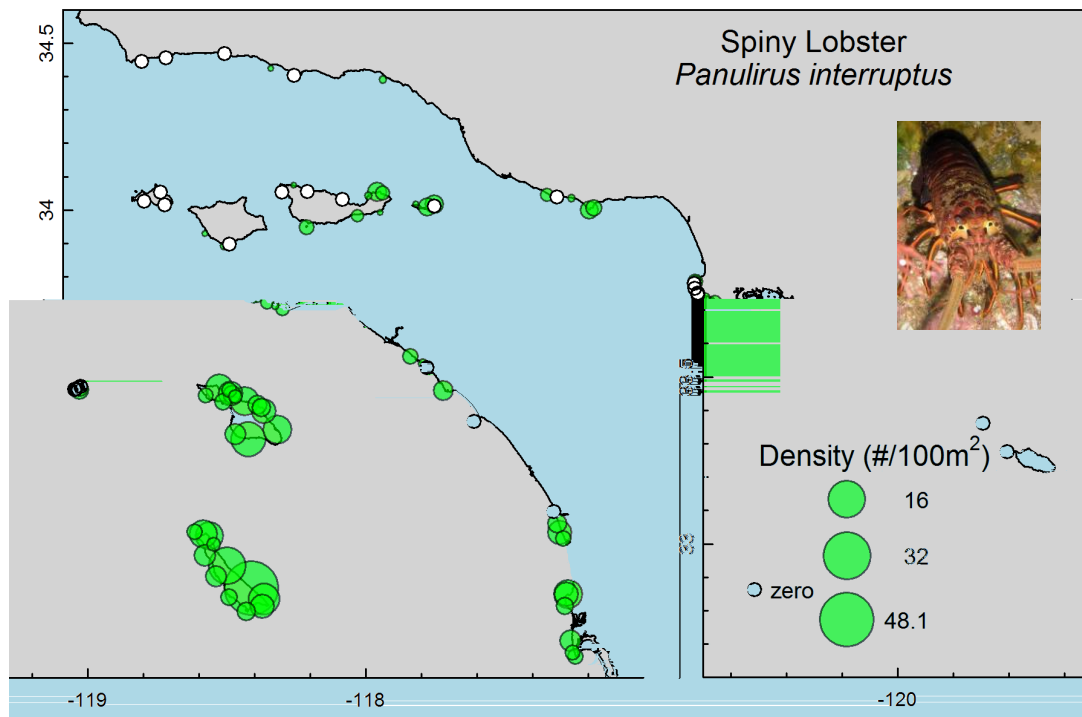 34.5
Spiny Lobster
Panulirus interruptus
34
Density (#/100m2)
16
32
zero
48.1
-119
-118
-120